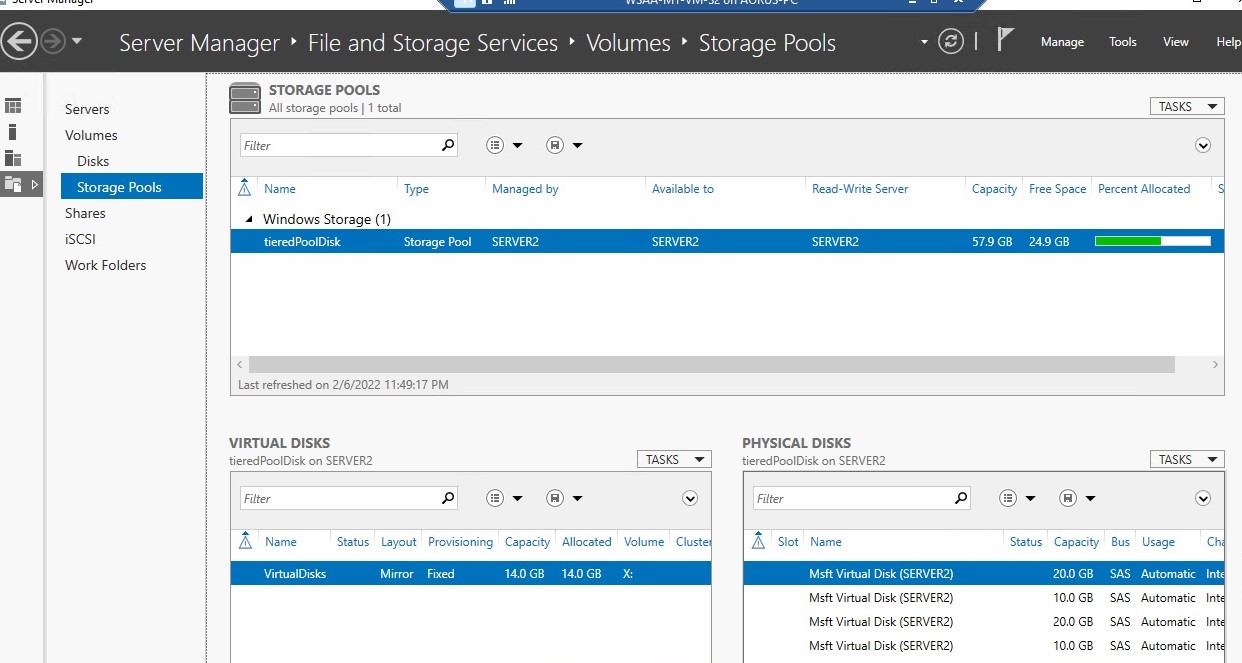 Server Manager
WSAA-M1-VM-S2 on AORUS-PC
Server Manager ‣ File and Storage Services ‣ Volumes ‣ Storage Pools
Manage Tools View Help
Servers
Volumes
Disks
Storage Pools
Shares
iSCSI
Work Folders
STORAGE POOLS
All storage pools | 1 total
TASKS
Filter
Name Type Managed by Available to Read-Write Server Capacity Free Space Percent Allocated S
Windows Storage (1)
tieredPoolDisk Storage Pool SERVER2 SERVER2 SERVER2 57.9 GB 24.9 GB
Last refreshed on 2/6/2022 11:49:17 PM
VIRTUAL DISKS
tieredPoolDisk on SERVER2
TASKS
Filter
Name Status Layout Provisioning Capacity Allocated Volume Cluster
VirtualDisks Mirror Fixed 14.0 GB 14.0 GB X:
PHYSICAL DISKS
tieredPoolDisk on SERVER2
TASKS
Filter
Slot Name Status Capacity Bus Usage Cha
Msft Virtual Disk (SERVER2) 20.0 GB SAS Automatic Inte
Msft Virtual Disk (SERVER2) 10.0 GB SAS Automatic Inte
Msft Virtual Disk (SERVER2) 20.0 GB SAS Automatic Inte
Msft Virtual Disk (SERVER2) 10.0 GB SAS Automatic Inte